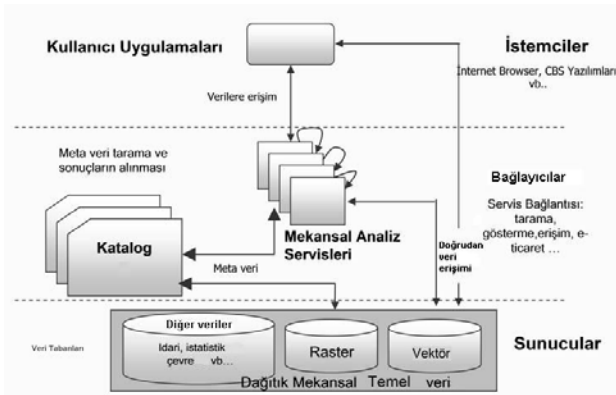 Kullanıcı Uygulamaları
İstemciler
Internet Browser, CBS Yazılımları
vb..
Verilere erişim
Meta veri tarama ve
sonuçların alınması
Bağlayıcılar
Servis Bağlantısı:
tarama,
gösterme,erişim, e-
ticaret ...
Katalog
Mekansal Analiz
Servisleri
Meta veri
Doğrudan
veri
erişimi
Diğer veriler
İdari, istatistik
çevre vb...
Raster
Vektör
Veri Tabanları
Sunucular
Dağıtık Mekansal Temel veri